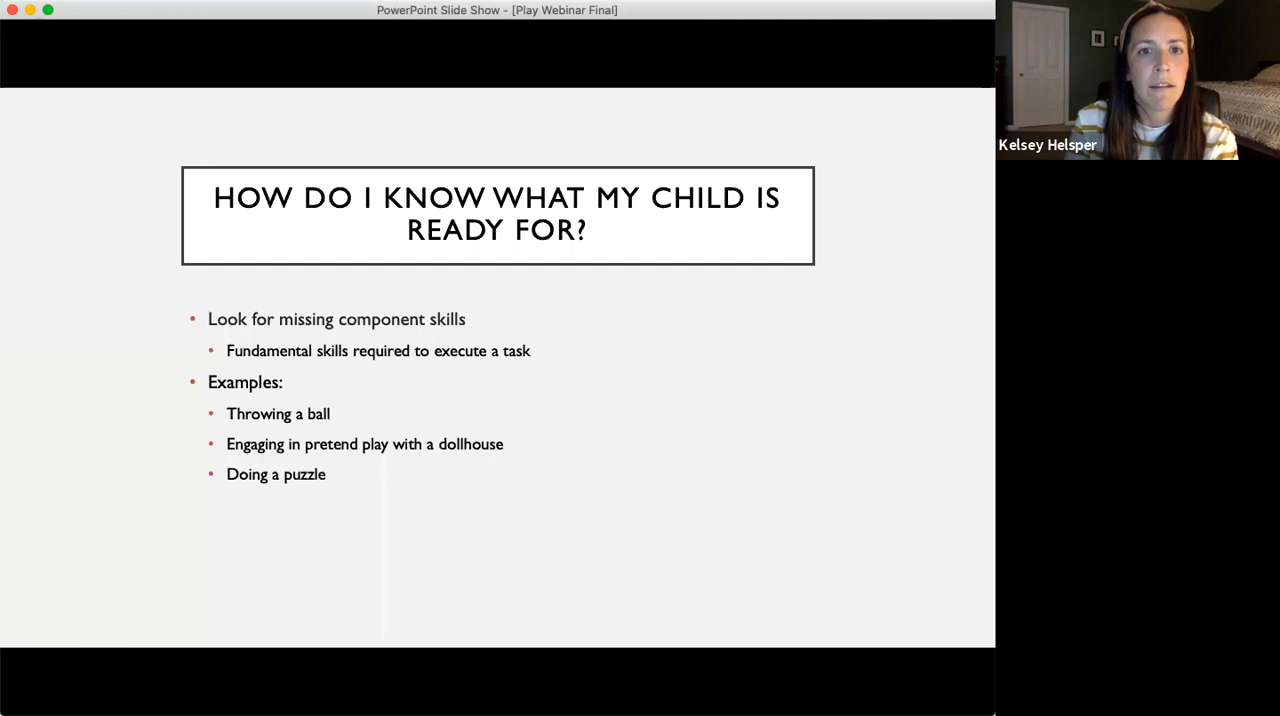 PowerPoint Slide Show - [Play Webinar Final]
HOW DO I KNOW WHAT MY CHILD IS
READY FOR?
• Look for missing component skills
• Fundamental skills required to execute a task
• Examples:
• Throwing a ball
• Engaging in pretend play with a dollhouse
• Doing a puzzle
Kelsey Helsper